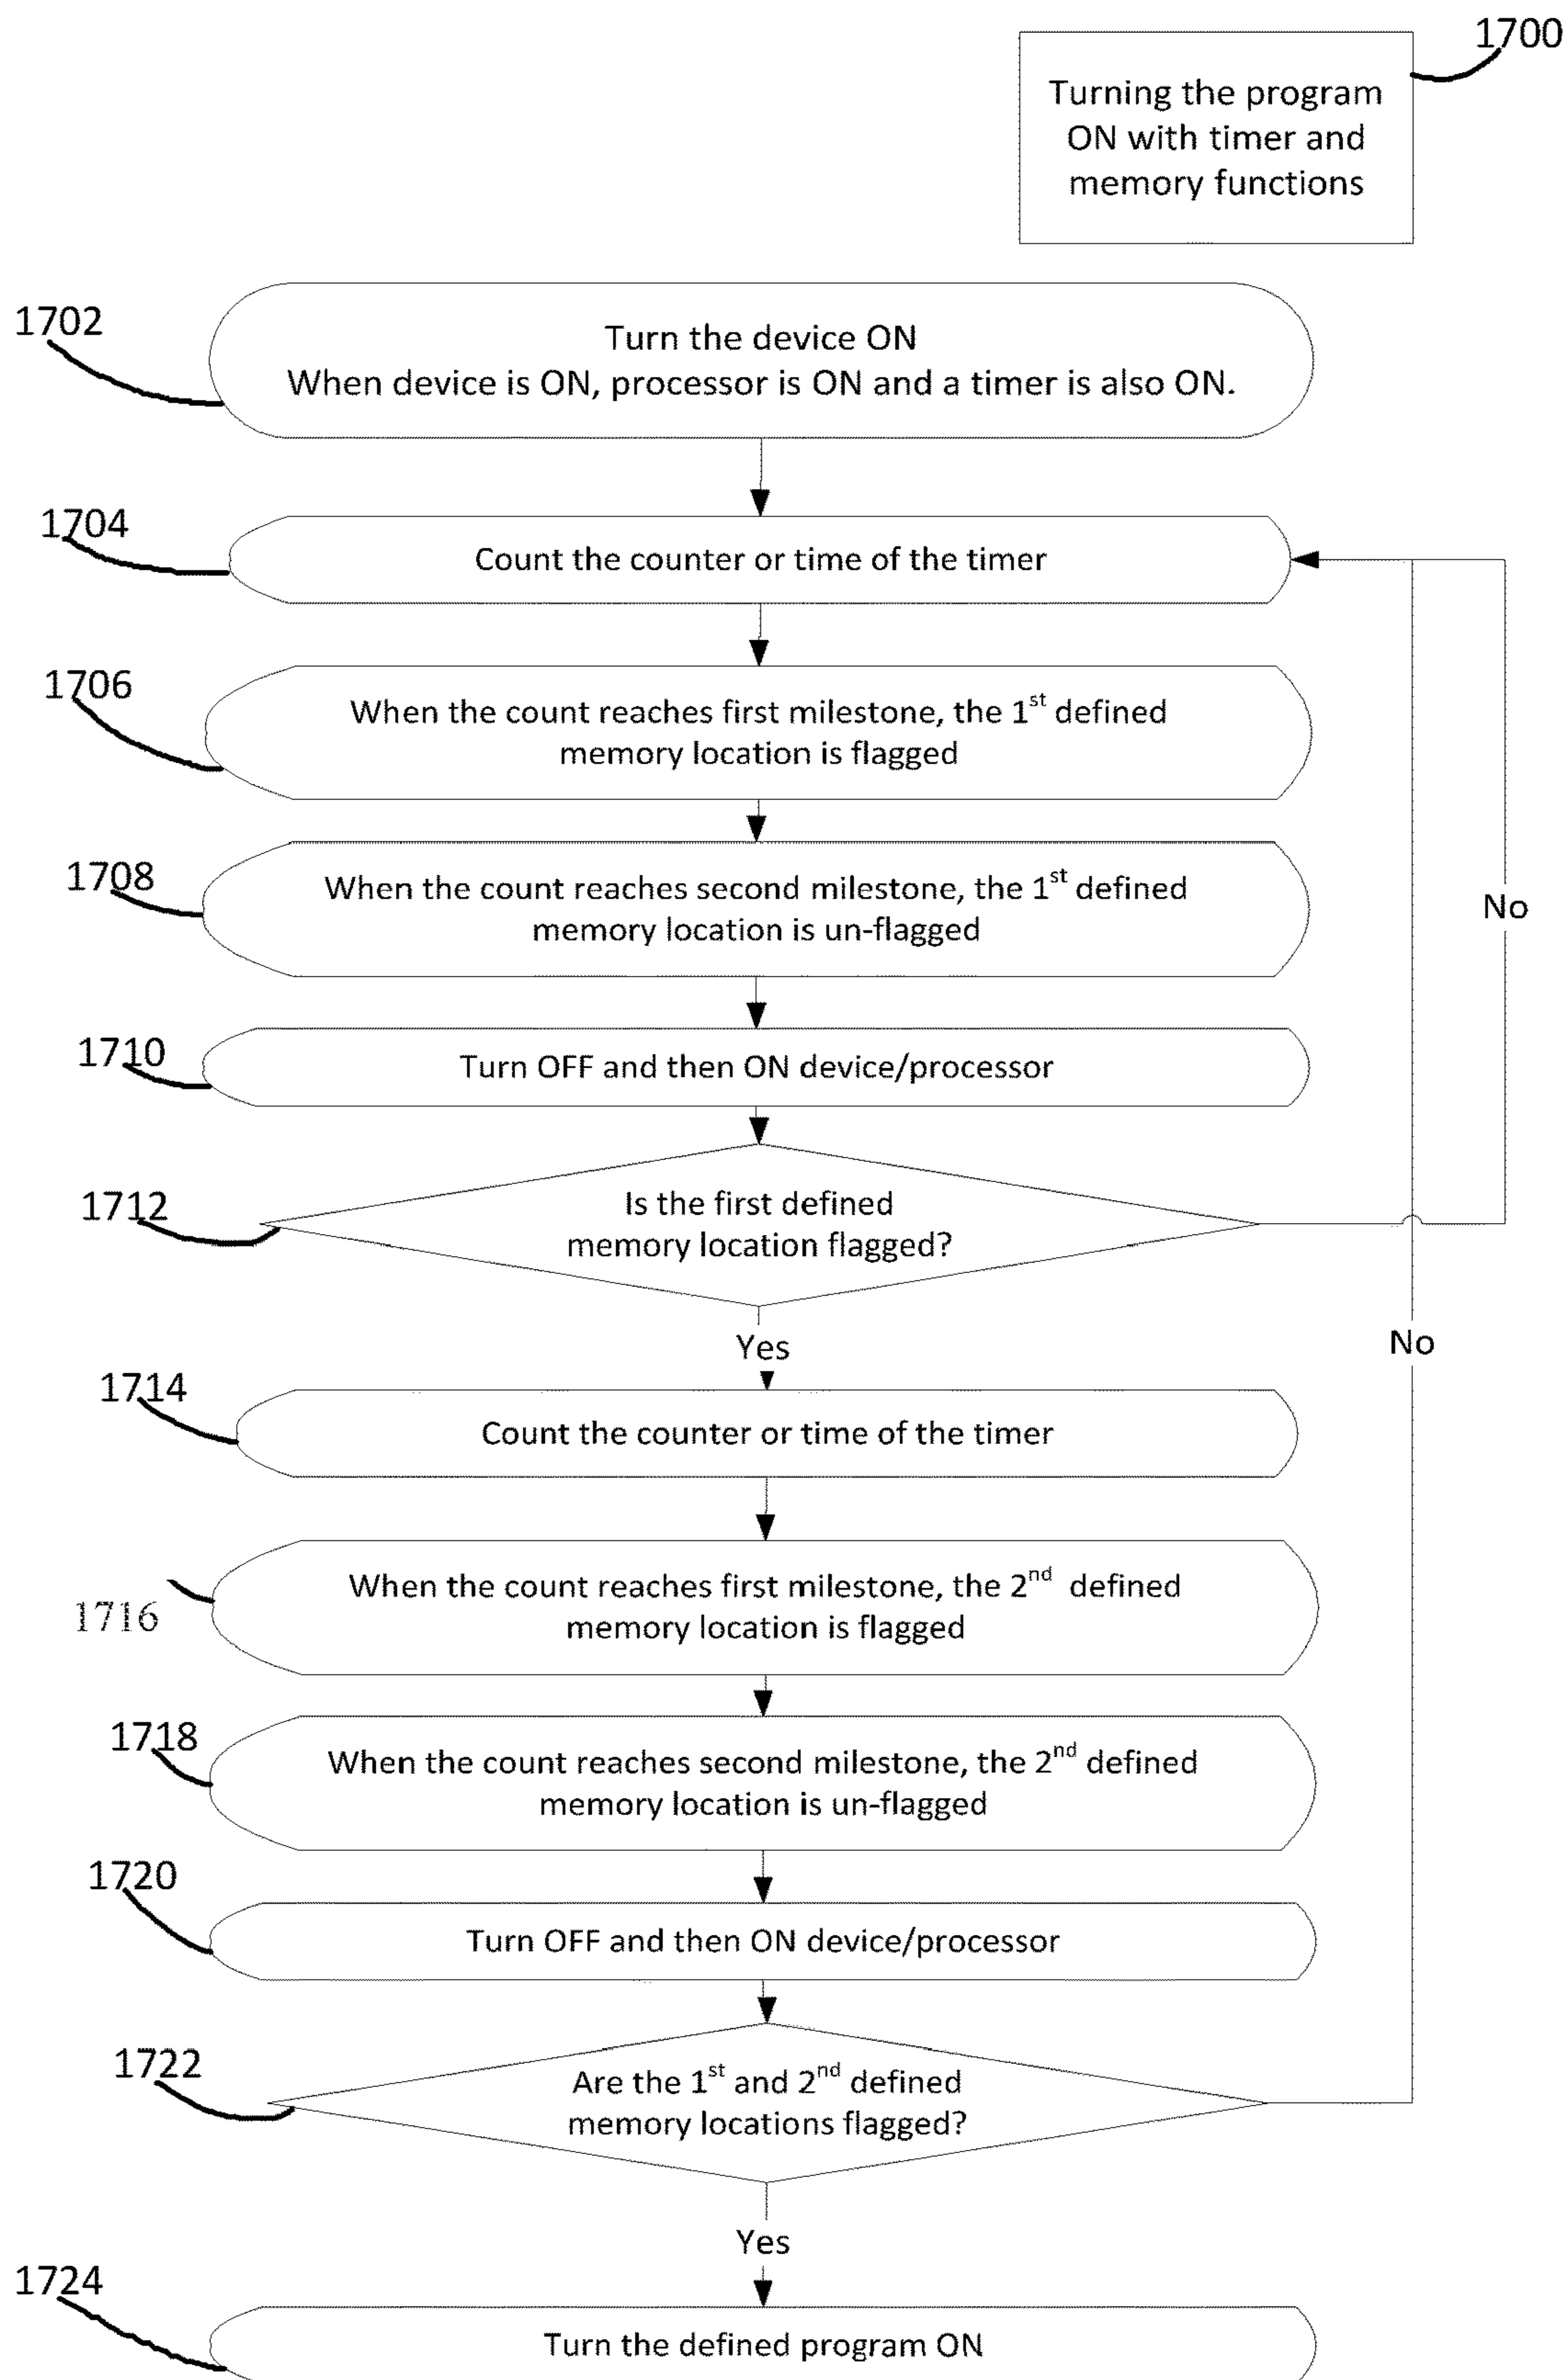 1700
Turning the program
ON with timer and
memory functions
1702
Turn the device ON
When device is ON, processor is ON and a timer is also ON.
1704
Count the counter or time of the timer
1706
When the count reaches first milestone, the 1st defined
memory location is flagged
1708
When the count reaches second milestone, the 1st defined
memory location is un-flagged
No
1710
Turn OFF and then ON device/processor
1712
Is the first defined
memory location flagged?
Yes
No
1714
Count the counter or time of the timer
1716
When the count reaches first milestone, the 2nd defined
memory location is flagged
1718
When the count reaches second milestone, the 2nd defined
memory location is un-flagged
1720
Turn OFF and then ON device/processor
1722
Are the 1st and 2nd defined
memory locations flagged?
Yes
1724
Turn the defined program ON